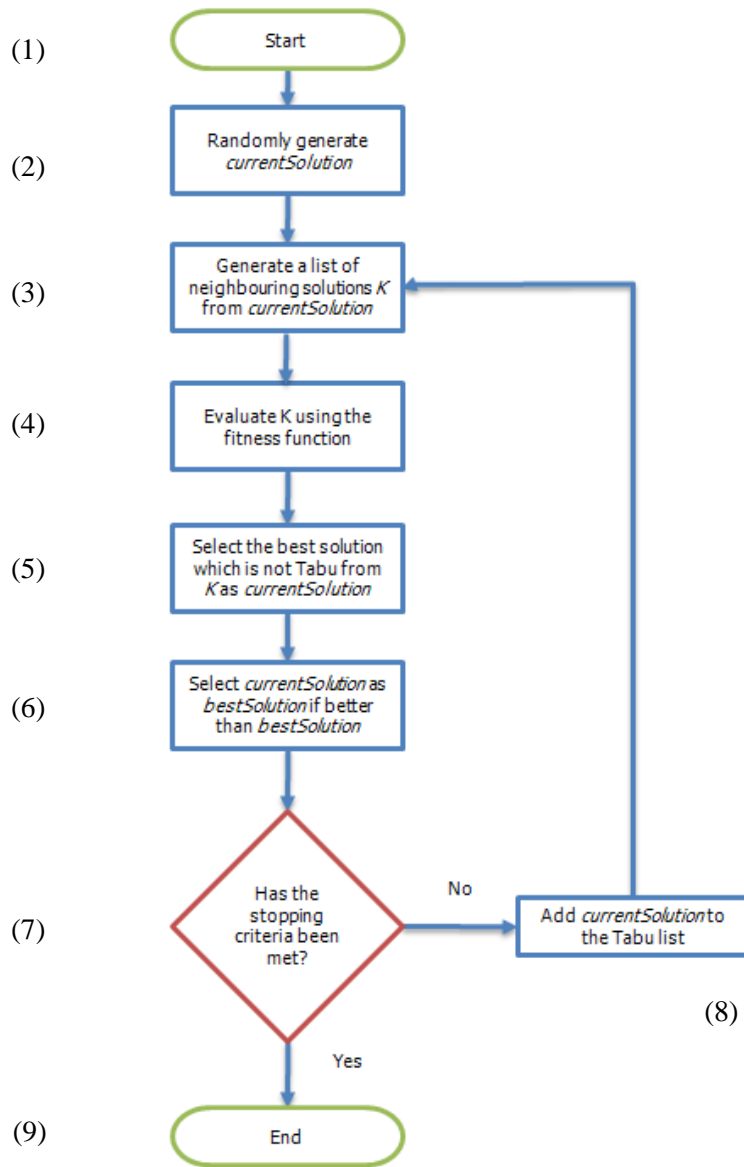 (1)
Start
(2)
Randomly generate
currentSolution
(3)
Generate a list of
neighbouring solutions K
from currentSolution
(4)
Evaluate K using the
fitness function
(5)
Select the best solution
which is not Tabu from
K as currentSolution
(6)
Select currentSolution as
bestSolution if better
than bestSolution
(7)
Has the
stopping
criteria been
met?
No
Add currentSolution to
the Tabu list
(8)
Yes
(9)
End